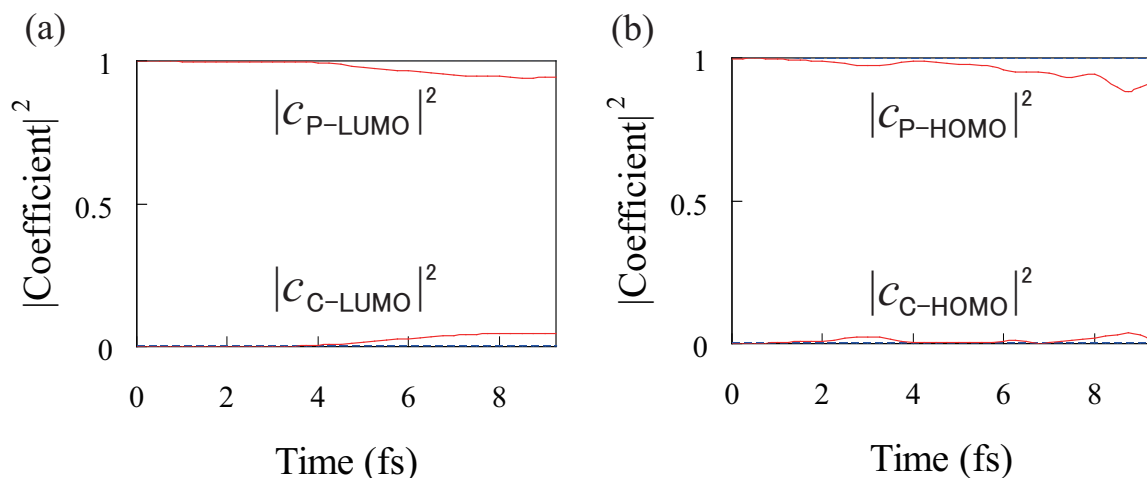 (a)
1
0.5
0
|Coefficient|²
|c_P-LUMO|²
|c_C-LUMO|²
0 2 4 6 8
Time (fs)
(b)
1
0.5
0
|Coefficient|²
|c_P-HOMO|²
|c_C-HOMO|²
0 2 4 6 8
Time (fs)